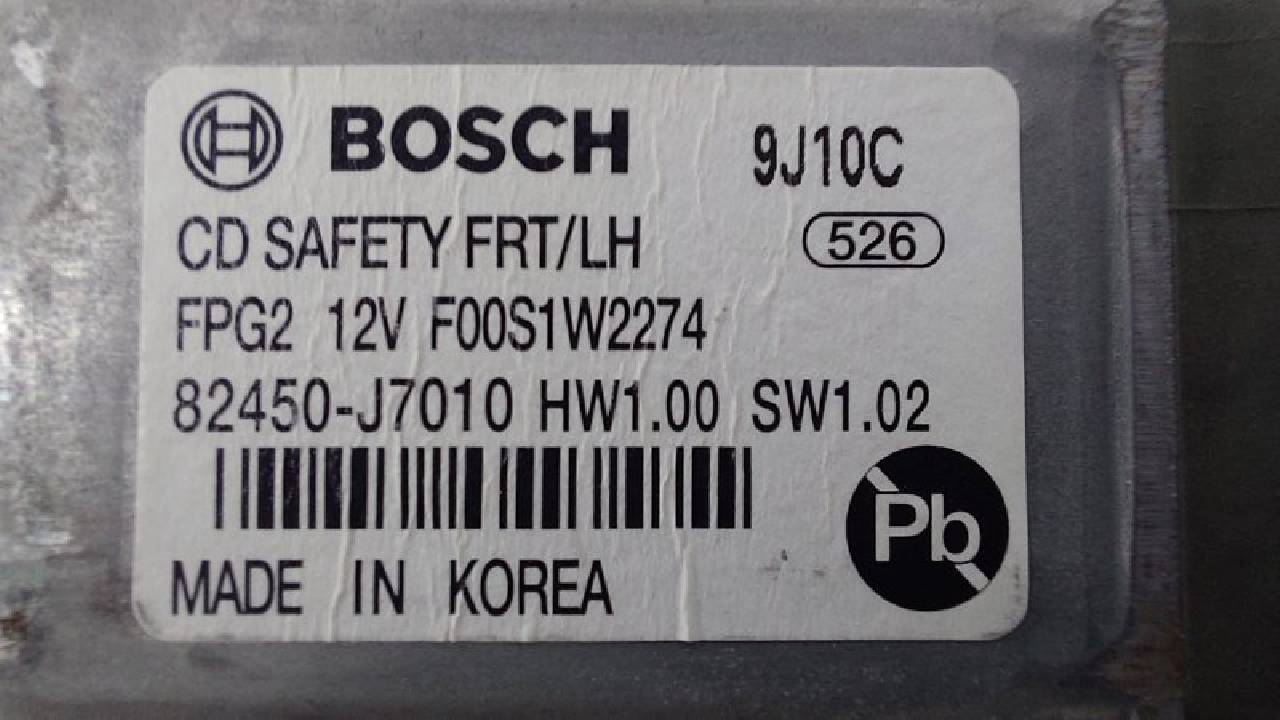 BOSCH 9J10C
CD SAFETY FRT/LH 526
FPG2 12V F00S1W2274
82450-J7010 HW1.00 SW1.02
Pb
MADE IN KOREA